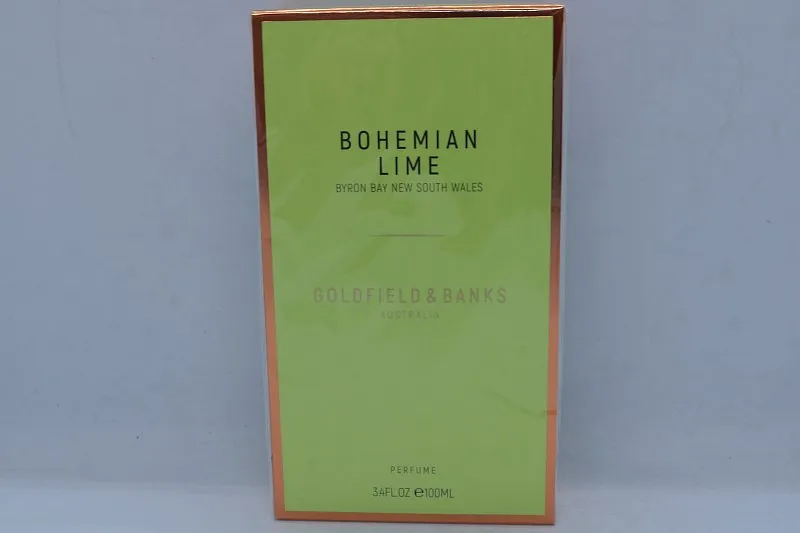 BOHEMIAN
LIME
BYRON BAY NEW SOUTH WALES
GOLDFIELD & BANKS
AUSTRALIA
PERFUME
3.4FL.OZ ℮100ML